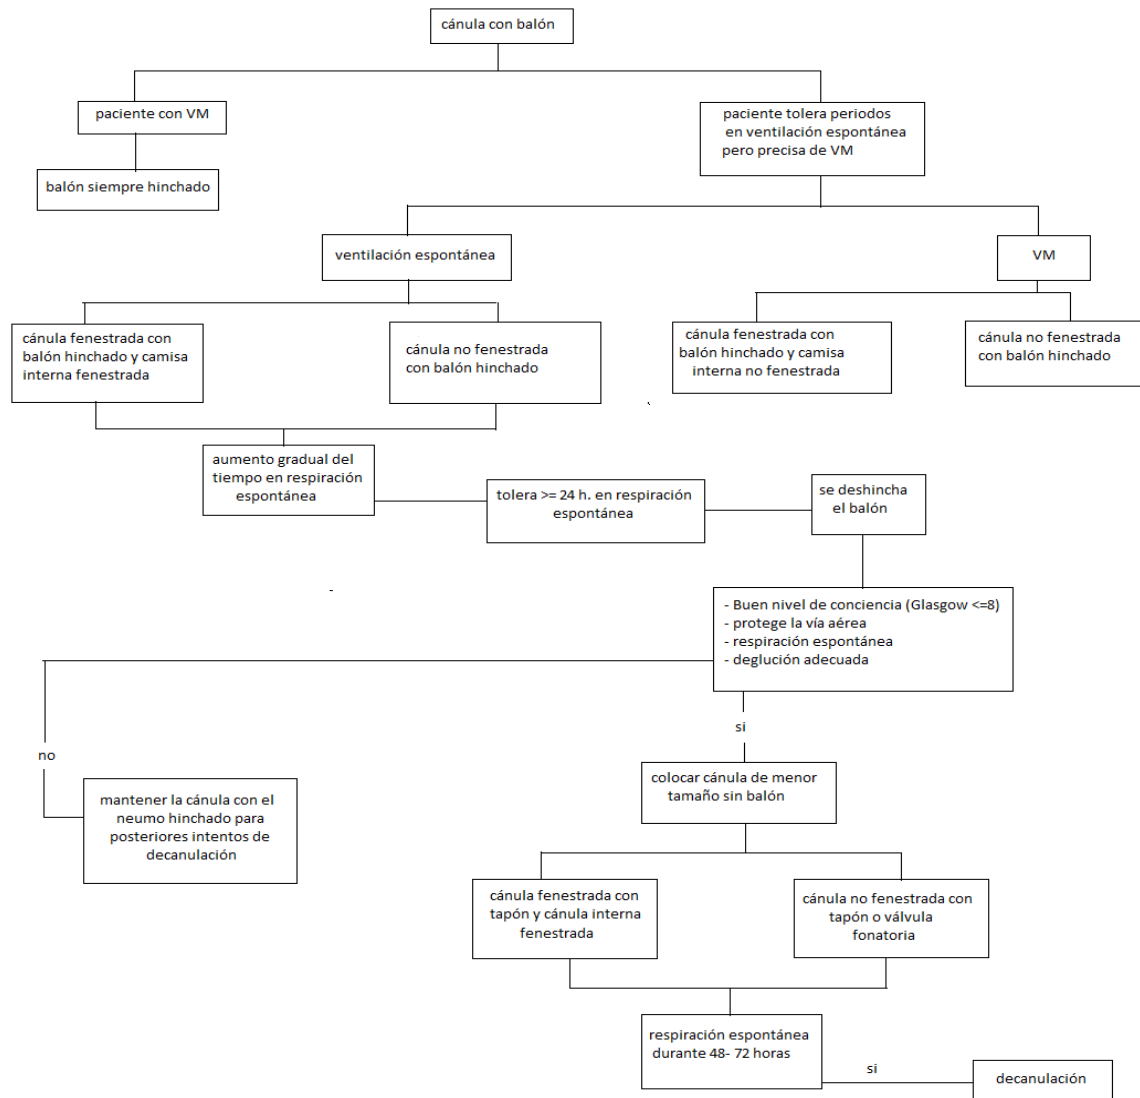 cánula con balón
paciente con VM
paciente tolera periodos
en ventilación espontánea
pero precisa de VM
balón siempre hinchado
ventilación espontánea
VM
cánula fenestrada con
balón hinchado y camisa
interna fenestrada
cánula no fenestrada
con balón hinchado
cánula fenestrada con
balón hinchado y camisa
interna no fenestrada
cánula no fenestrada
con balón hinchado
aumento gradual del
tiempo en respiración
espontánea
tolera >= 24 h. en respiración
espontánea
se deshincha
el balón
- Buen nivel de conciencia (Glasgow <=8)
- protege la vía aérea
- respiración espontánea
- deglución adecuada
no
si
mantener la cánula con el
neumo hinchado para
posteriores intentos de
decanulación
colocar cánula de menor
tamaño sin balón
cánula fenestrada con
tapón y cánula interna
fenestrada
cánula no fenestrada con
tapón o válvula
fonatoria
respiración espontánea
durante 48- 72 horas
si
decanulación